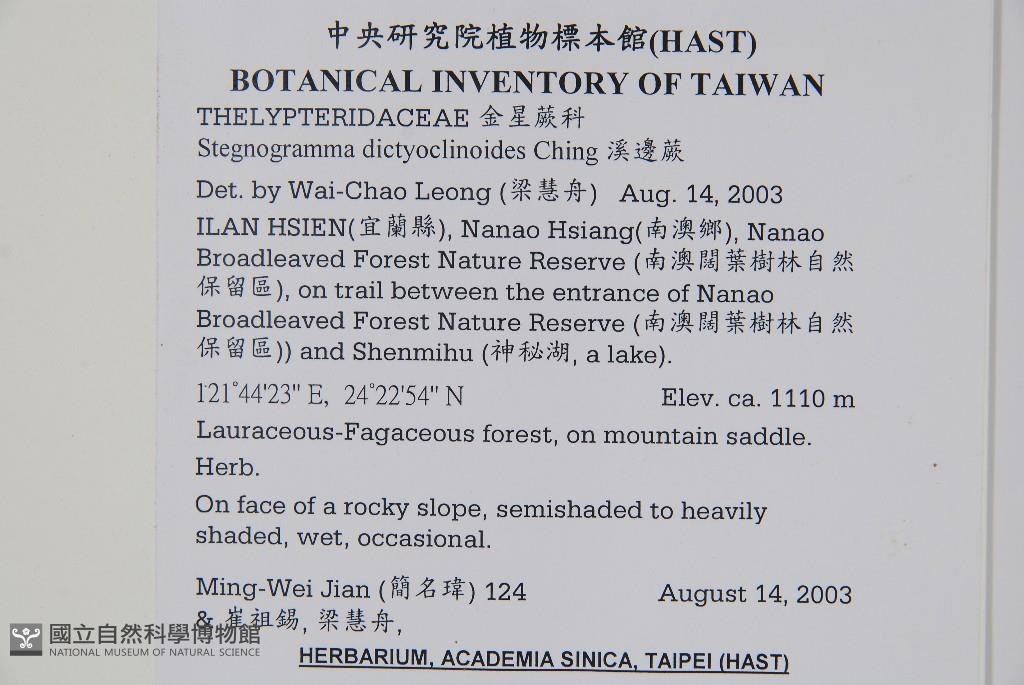 中央研究院植物標本館(HAST)
BOTANICAL INVENTORY OF TAIWAN
THELYPTERIDACEAE 金星蕨科
Stegnogramma dictyoclinoides Ching 溪邊蕨
Det. by Wai-Chao Leong (梁慧舟) Aug. 14, 2003
ILAN HSIEN(宜蘭縣), Nanao Hsiang(南澳鄉), Nanao
Broadleaved Forest Nature Reserve (南澳闊葉樹林自然
保留區), on trail between the entrance of Nanao
Broadleaved Forest Nature Reserve (南澳闊葉樹林自然
保留區)) and Shenmihu (神秘湖, a lake).
121°44'23" E, 24°22'54" N Elev. ca. 1110 m
Lauraceous-Fagaceous forest, on mountain saddle.
Herb.
On face of a rocky slope, semishaded to heavily
shaded, wet, occasional.
Ming-Wei Jian (簡名瑋) 124 August 14, 2003
& 崔祖錫, 梁慧舟,
HERBARIUM, ACADEMIA SINICA, TAIPEI (HAST)
國立自然科學博物館
NATIONAL MUSEUM OF NATURAL SCIENCE